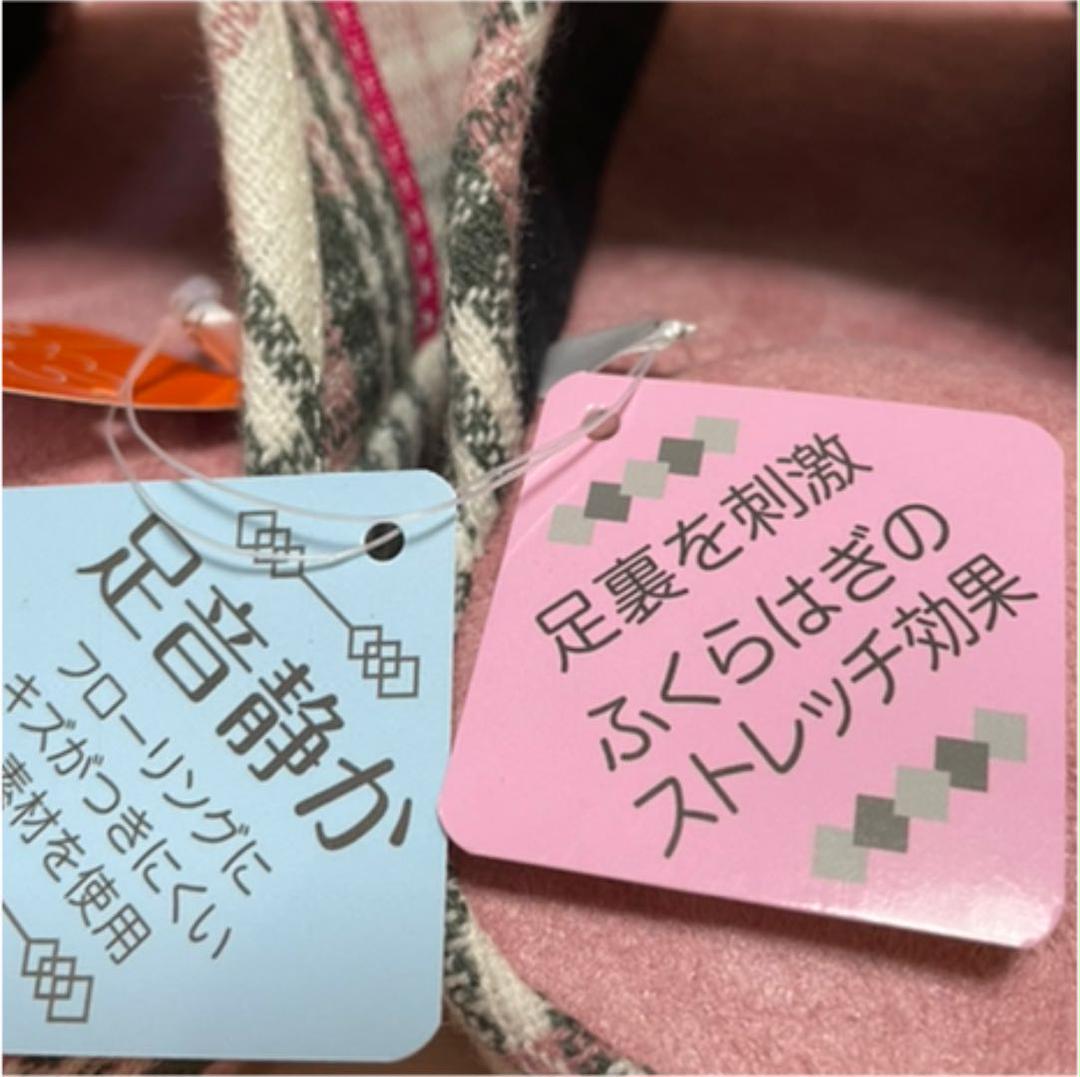 足音静か
フローリングに
キズがつきにくい
素材を使用
足裏を刺激
ふくらはぎの
ストレッチ効果